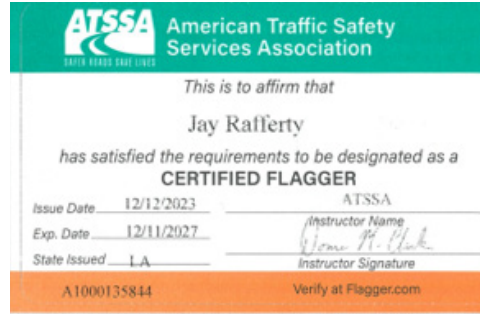 ATSSA
SAFER ROADS SAVE LIVES
American Traffic Safety
Services Association
This is to affirm that
Jay Rafferty
has satisfied the requirements to be designated as a
CERTIFIED FLAGGER
Issue Date 12/12/2023
ATSSA
Instructor Name
Exp. Date 12/11/2027
State Issued LA
Instructor Signature
A1000135844
Verify at Flagger.com